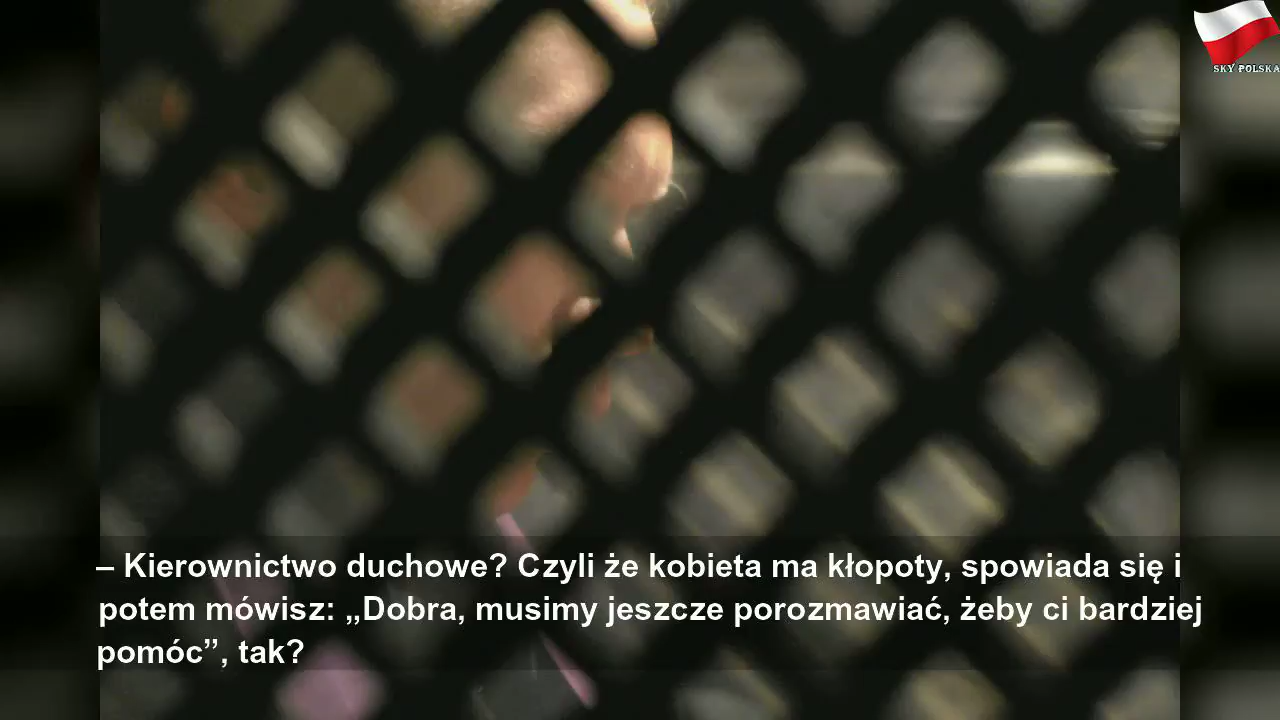 SKY POLSKA
– Kierownictwo duchowe? Czyli że kobieta ma kłopoty, spowiada się i
potem mówisz: „Dobra, musimy jeszcze porozmawiać, żeby ci bardziej
pomóc”, tak?